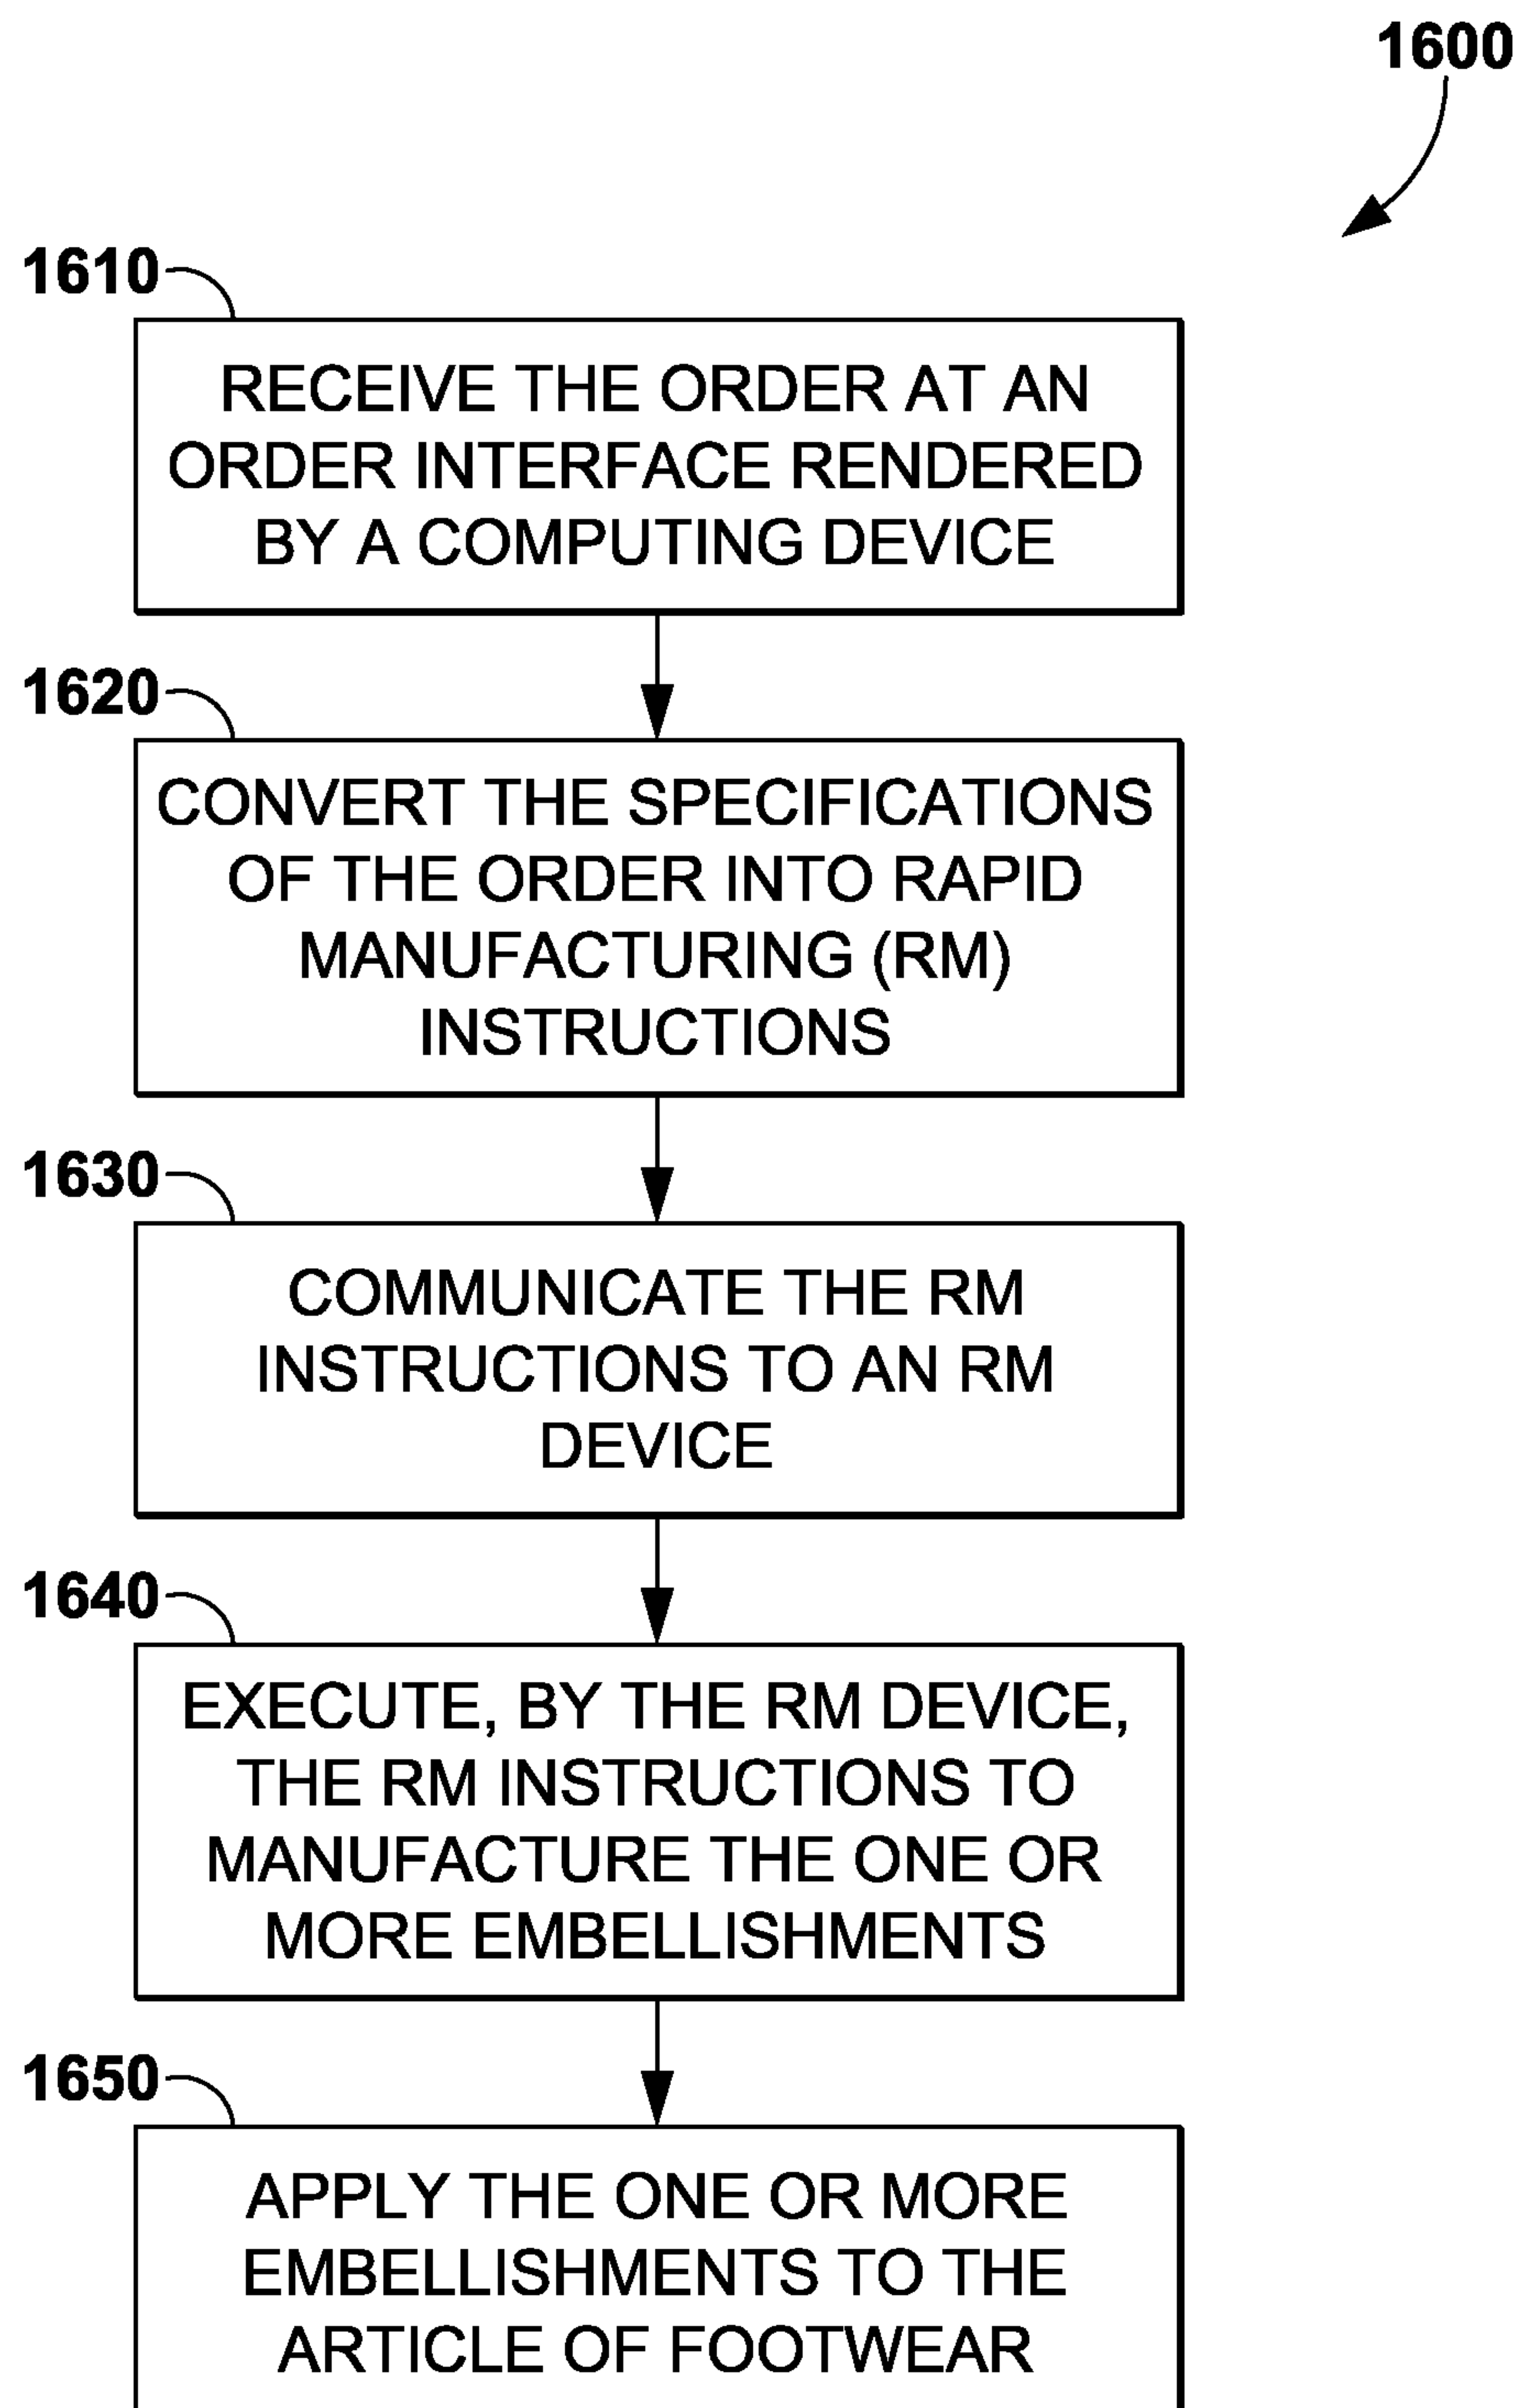 1600
1610
RECEIVE THE ORDER AT AN
ORDER INTERFACE RENDERED
BY A COMPUTING DEVICE
1620
CONVERT THE SPECIFICATIONS
OF THE ORDER INTO RAPID
MANUFACTURING (RM)
INSTRUCTIONS
1630
COMMUNICATE THE RM
INSTRUCTIONS TO AN RM
DEVICE
1640
EXECUTE, BY THE RM DEVICE,
THE RM INSTRUCTIONS TO
MANUFACTURE THE ONE OR
MORE EMBELLISHMENTS
1650
APPLY THE ONE OR MORE
EMBELLISHMENTS TO THE
ARTICLE OF FOOTWEAR